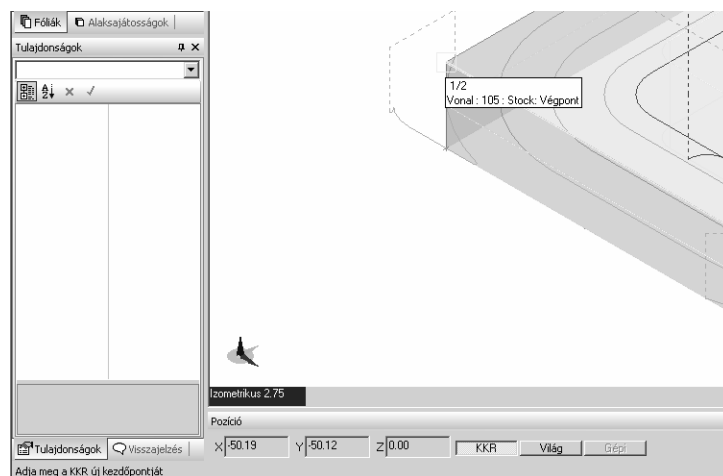 Fóliák
Alaksajátosságok
Tulajdonságok
1/2
Vonal : 105 : Stock: Végpont
Izometrikus 2.75
Pozíció
X -50.19 Y -50.12 Z 0.00 KKR Világ Gépi
Tulajdonságok
Visszajelzés
Adja meg a KKR új kezdőpontját